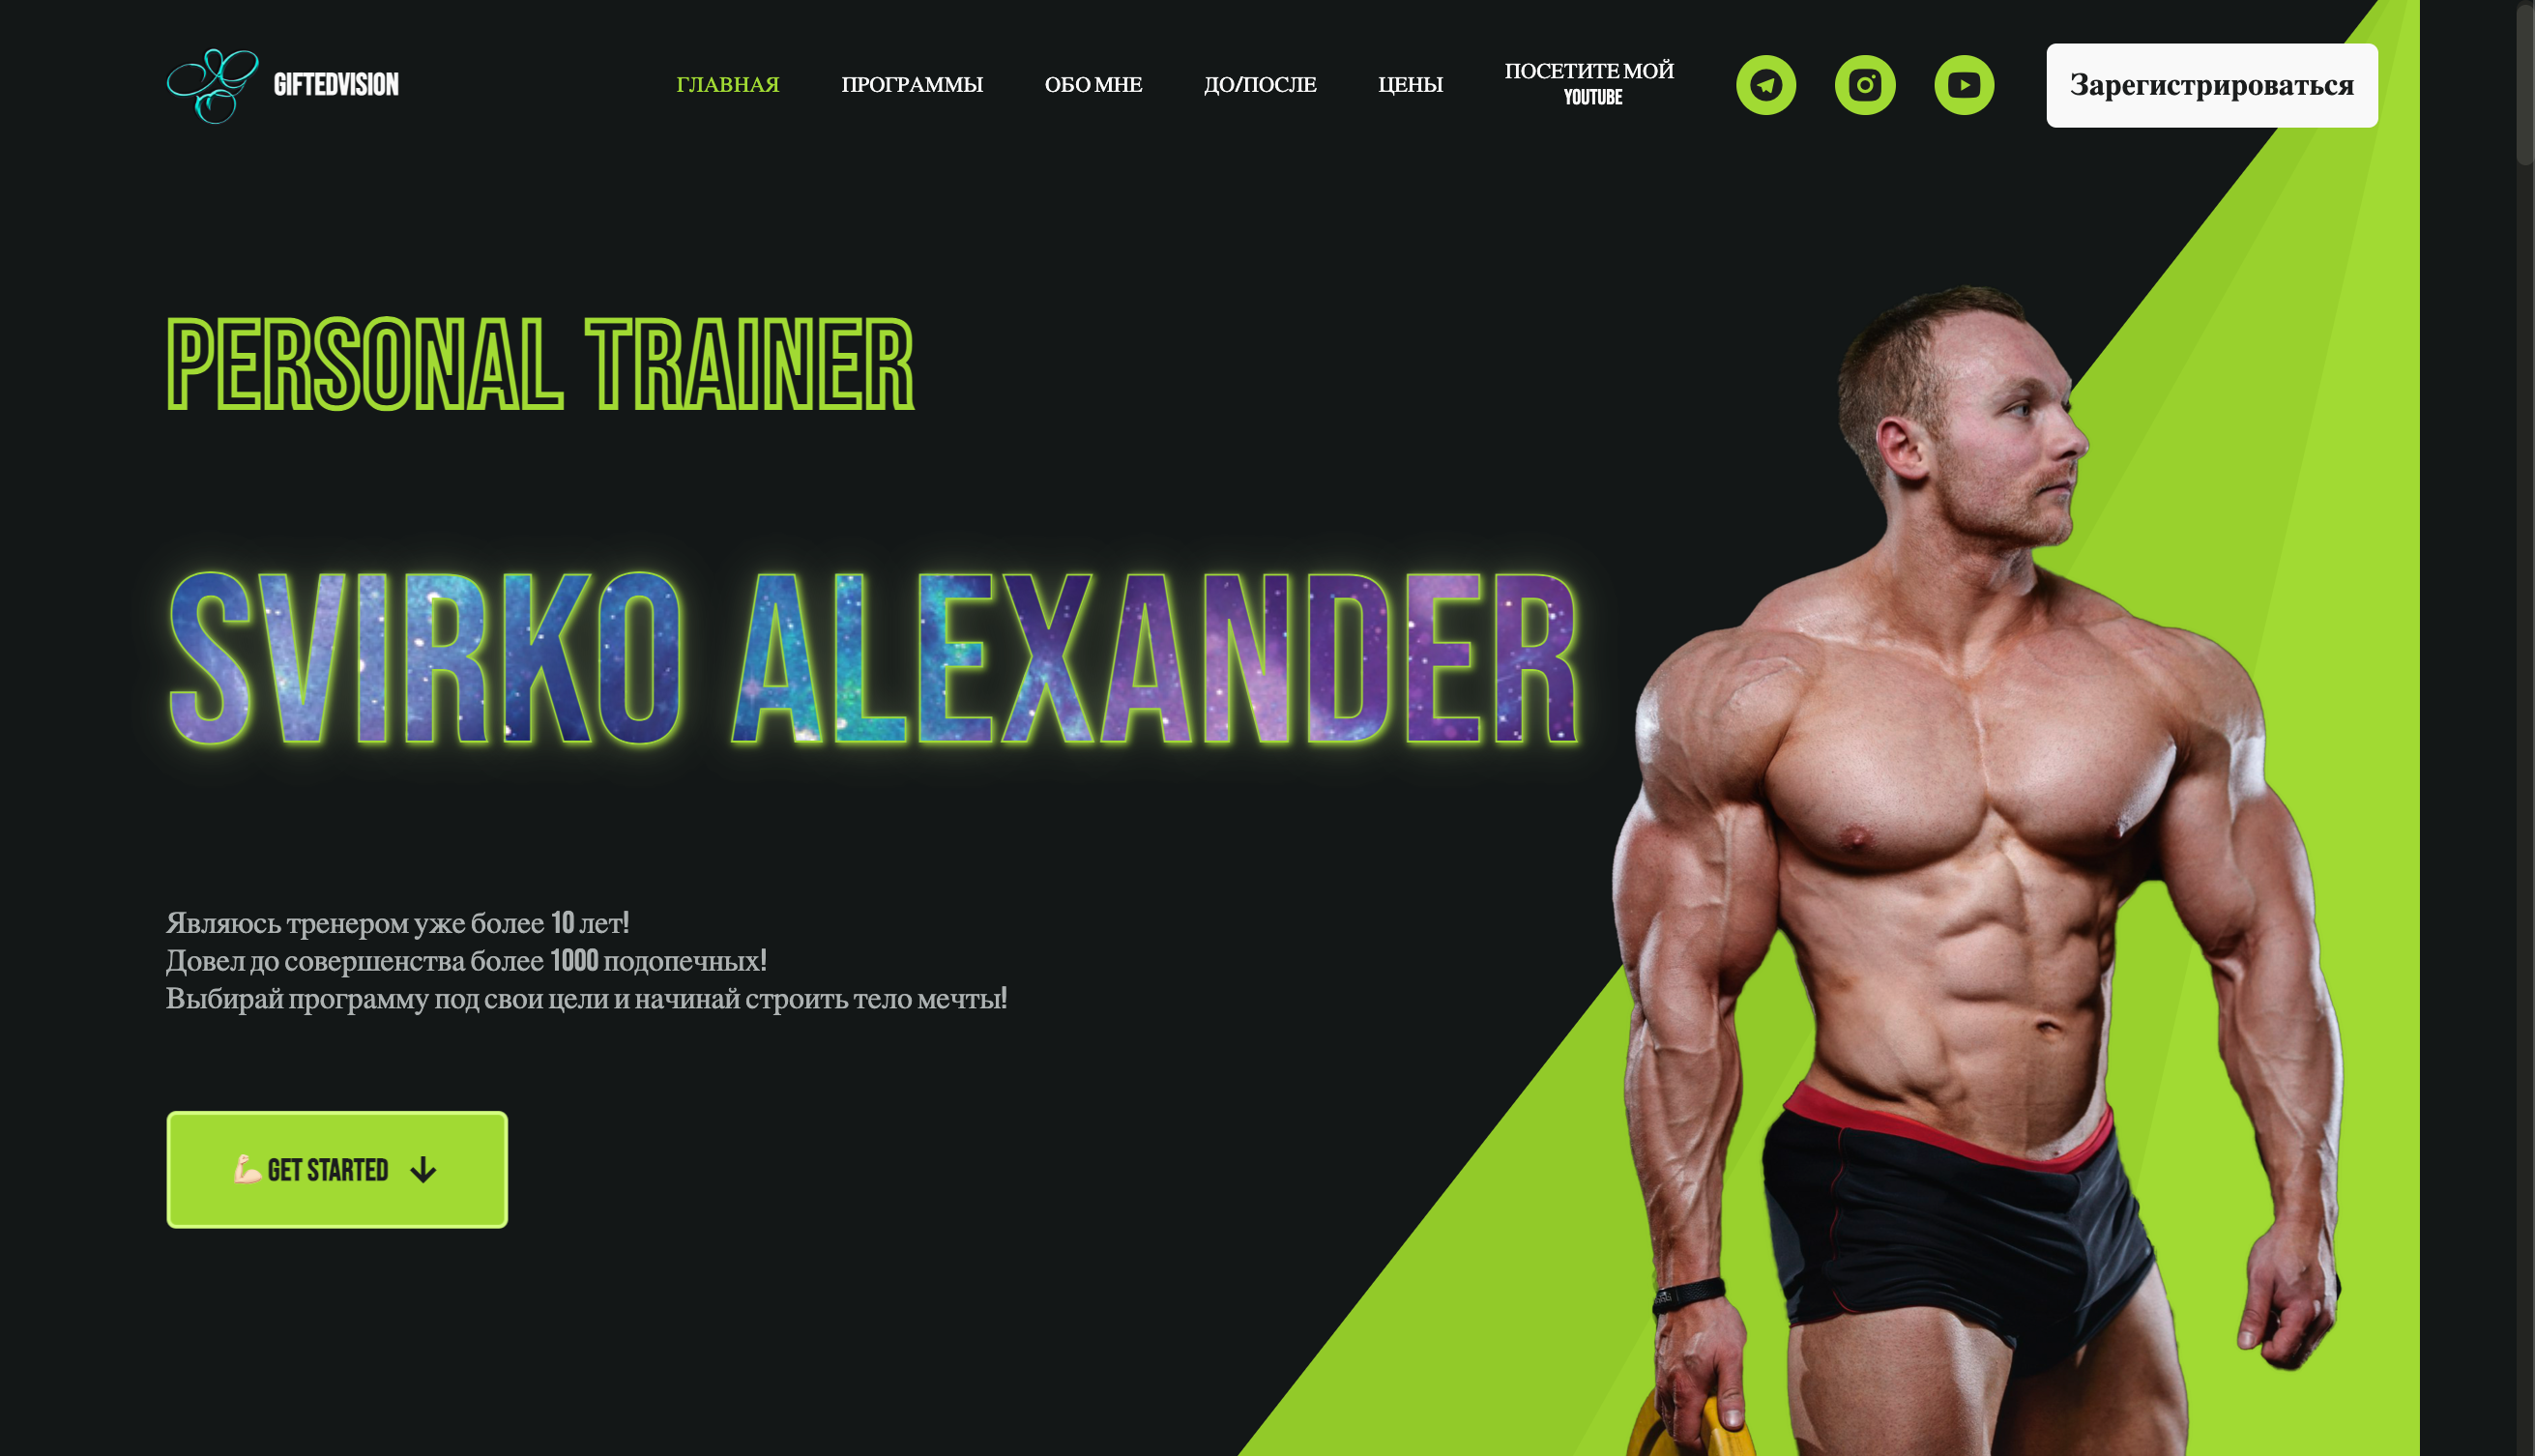 GIFTEDVISION
ГЛАВНАЯ
ПРОГРАММЫ
ОБО МНЕ
ДО/ПОСЛЕ
ЦЕНЫ
ПОСЕТИТЕ МОЙ
YOUTUBE
Зарегистрироваться
PERSONAL TRAINER
SVIRKO ALEXANDER
Являюсь тренером уже более 10 лет!
Довел до совершенства более 1000 подопечных!
Выбирай программу под свои цели и начинай строить тело мечты!
💪🏻 GET STARTED ↓